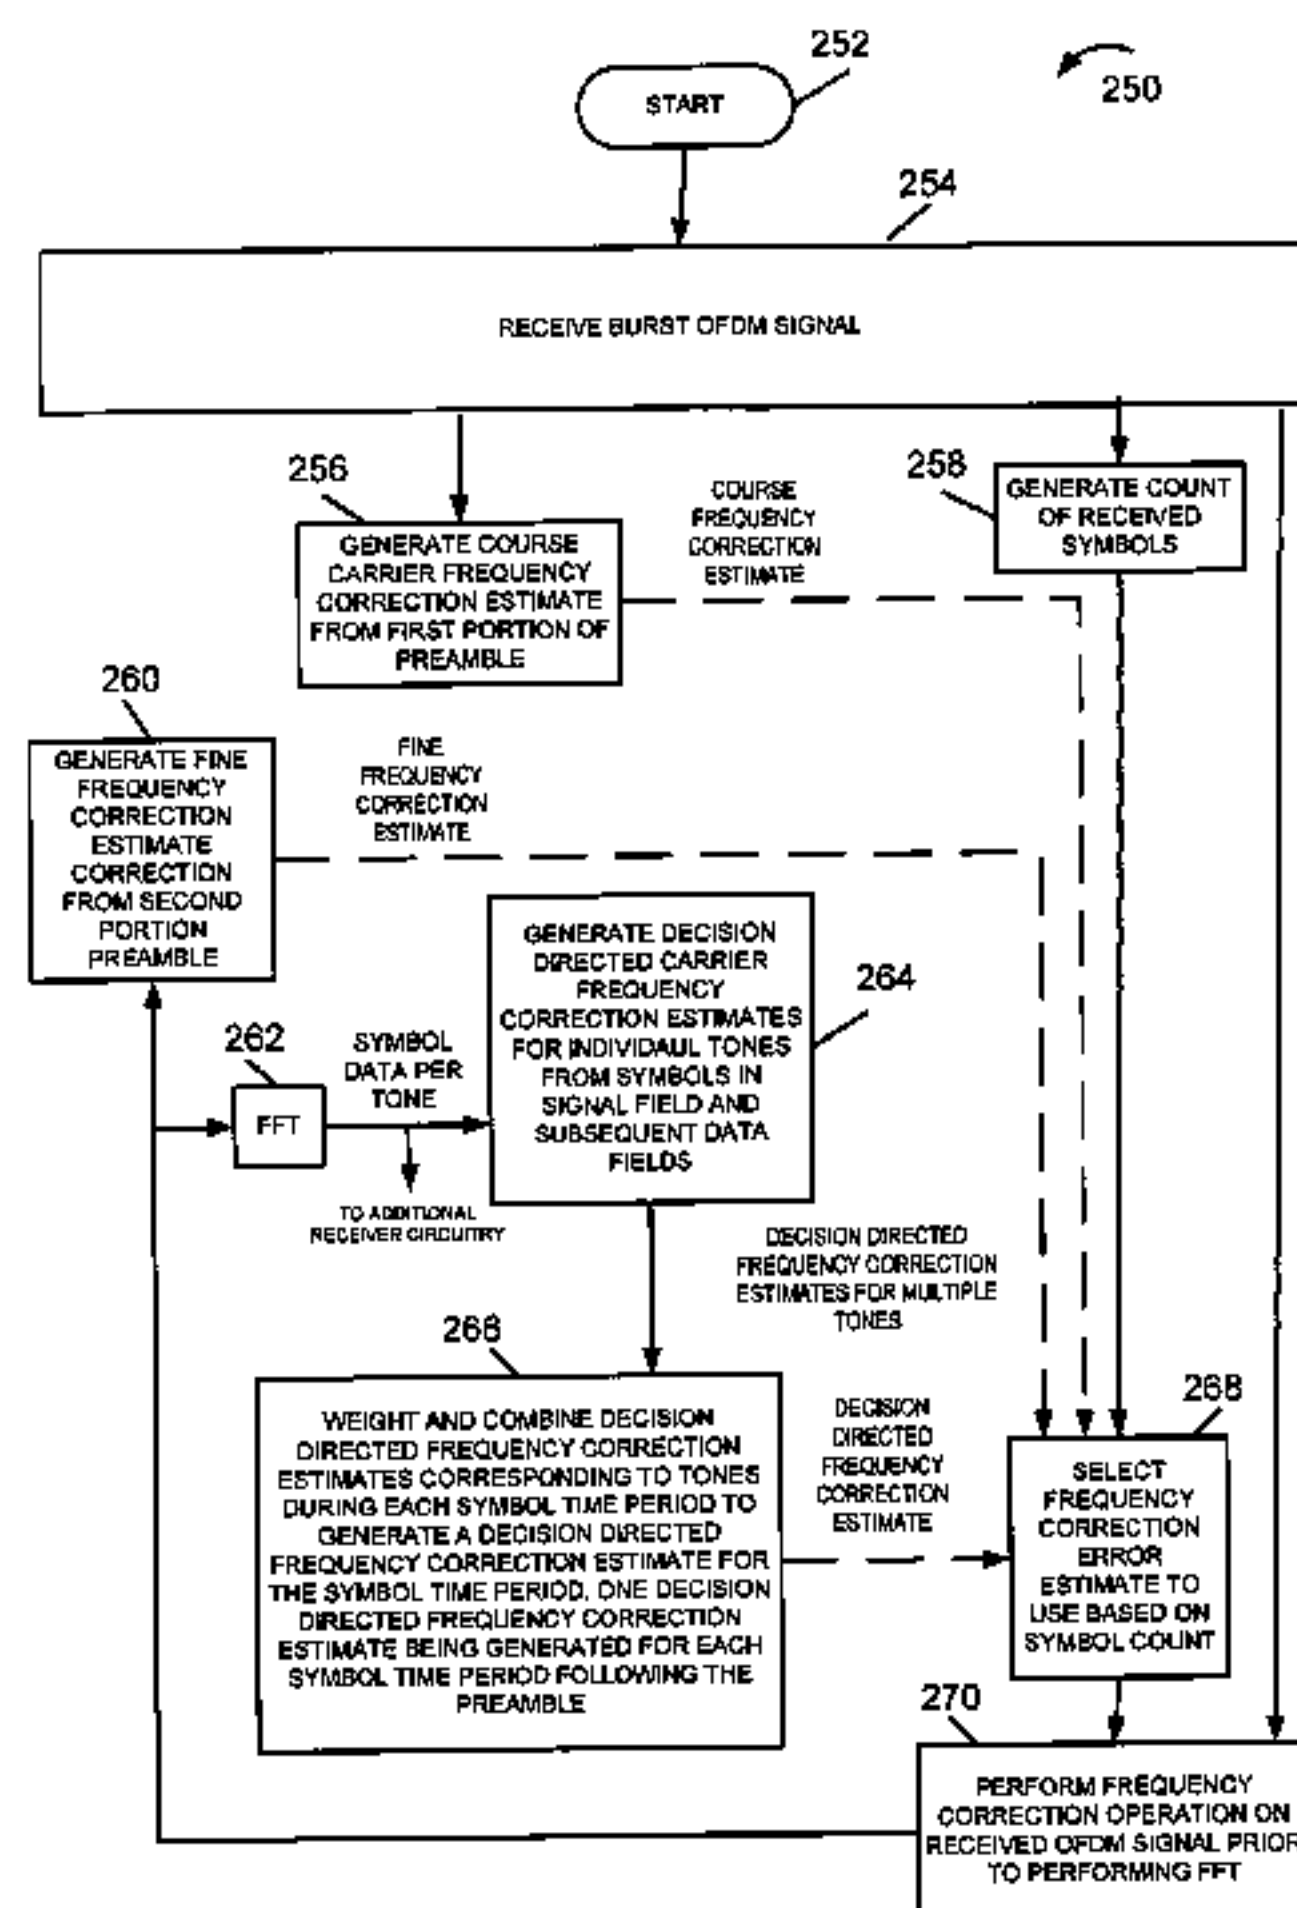 252
START
250
254
RECEIVE BURST OFDM SIGNAL
256
258
COURSE
FREQUENCY
CORRECTION
ESTIMATE
GENERATE COUNT
OF RECEIVED
SYMBOLS
GENERATE COURSE
CARRIER FREQUENCY
CORRECTION ESTIMATE
FROM FIRST PORTION OF
PREAMBLE
260
GENERATE FINE
FREQUENCY
CORRECTION
ESTIMATE
CORRECTION
FROM SECOND
PORTION
PREAMBLE
FINE
FREQUENCY
CORRECTION
ESTIMATE
GENERATE DECISION
DIRECTED CARRIER
FREQUENCY
CORRECTION ESTIMATES
FOR INDIVIDAUL TONES
FROM SYMBOLS IN
SIGNAL FIELD AND
SUBSEQUENT DATA
FIELDS
264
262
FFT
SYMBOL
DATA PER
TONE
TO ADDITIONAL
RECEIVER CIRCUITRY
DECISION DIRECTED
FREQUENCY CORRECTION
ESTIMATES FOR MULTIPLE
TONES
266
WEIGHT AND COMBINE DECISION
DIRECTED FREQUENCY CORRECTION
ESTIMATES CORRESPONDING TO TONES
DURING EACH SYMBOL TIME PERIOD TO
GENERATE A DECISION DIRECTED
FREQUENCY CORRECTION ESTIMATE FOR
THE SYMBOL TIME PERIOD, ONE DECISION
DIRECTED FREQUENCY CORRECTION
ESTIMATE BEING GENERATED FOR EACH
SYMBOL TIME PERIOD FOLLOWING THE
PREAMBLE
DECISION
DIRECTED
FREQUENCY
CORRECTION
ESTIMATE
268
SELECT
FREQUENCY
CORRECTION
ERROR
ESTIMATE TO
USE BASED ON
SYMBOL COUNT
270
PERFORM FREQUENCY
CORRECTION OPERATION ON
RECEIVED OFDM SIGNAL PRIOR
TO PERFORMING FFT